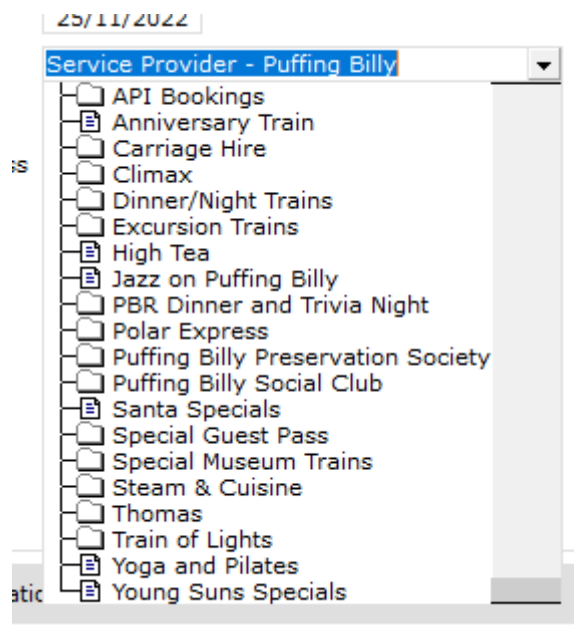 25/11/2022
Service Provider - Puffing Billy
API Bookings
Anniversary Train
ss
Carriage Hire
Climax
Dinner/Night Trains
Excursion Trains
High Tea
Jazz on Puffing Billy
PBR Dinner and Trivia Night
Polar Express
Puffing Billy Preservation Society
Puffing Billy Social Club
Santa Specials
Special Guest Pass
Special Museum Trains
Steam & Cuisine
Thomas
Train of Lights
Yoga and Pilates
atic Young Suns Specials